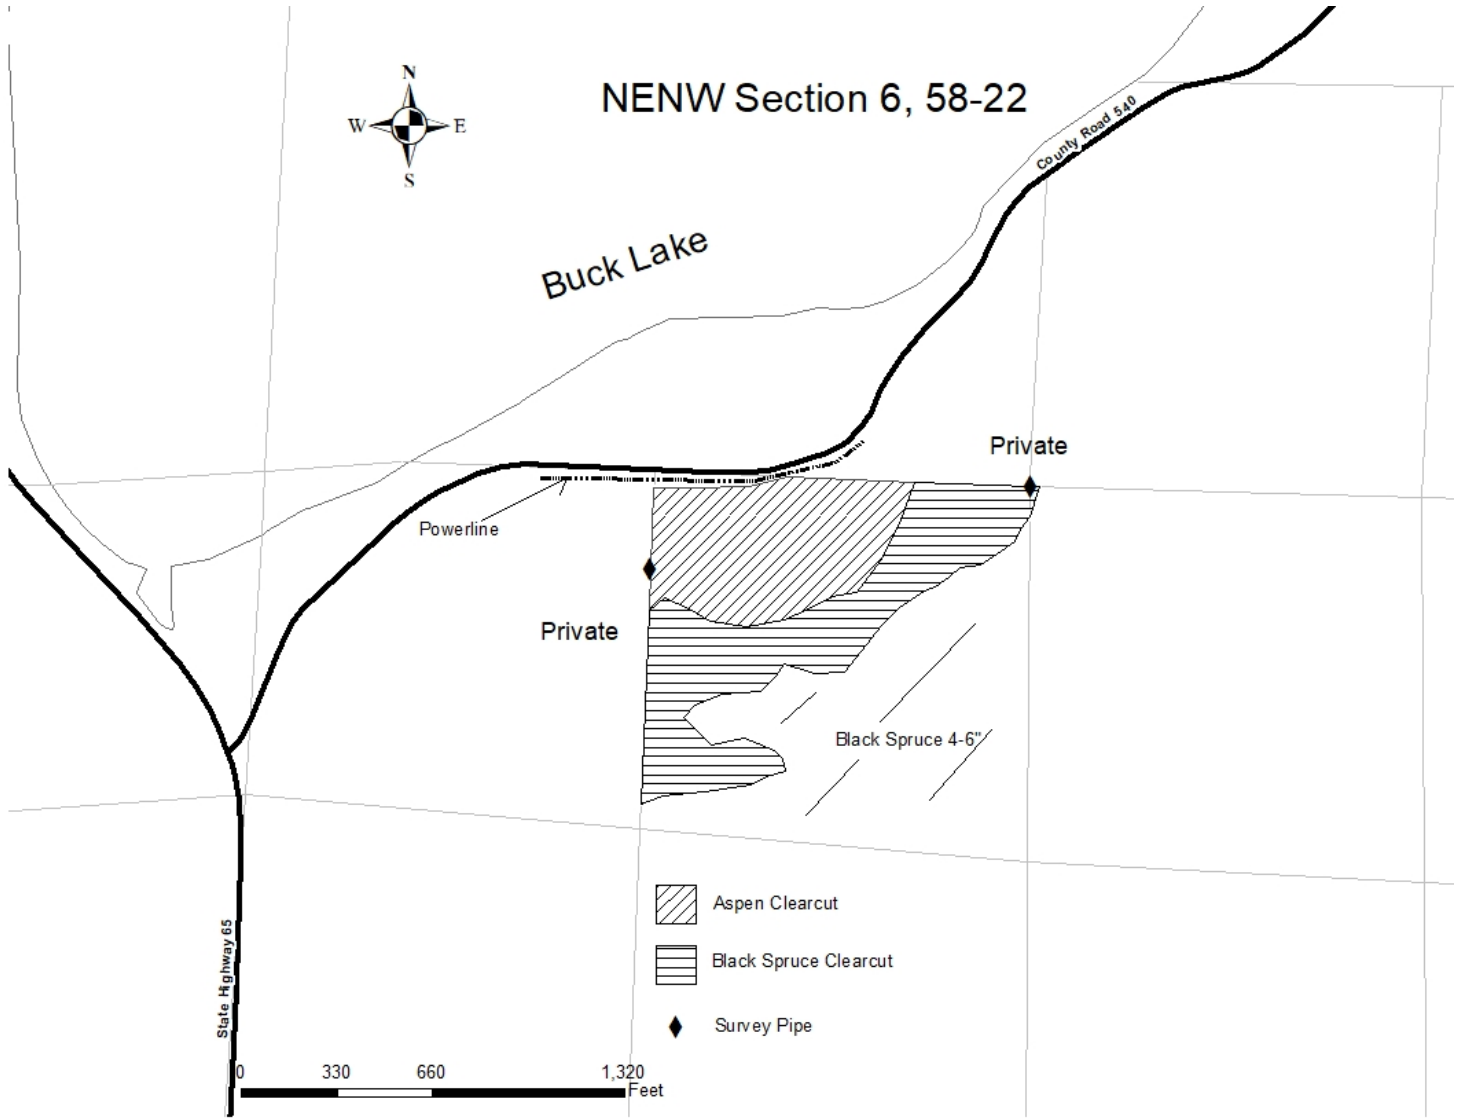 N
NENW Section 6, 58-22
W E
S
County Road 540
Buck Lake
Private
Powerline
Private
Black Spruce 4-6"
Aspen Clearcut
Black Spruce Clearcut
State Highway 65
Survey Pipe
0 330 660 1,320
Feet